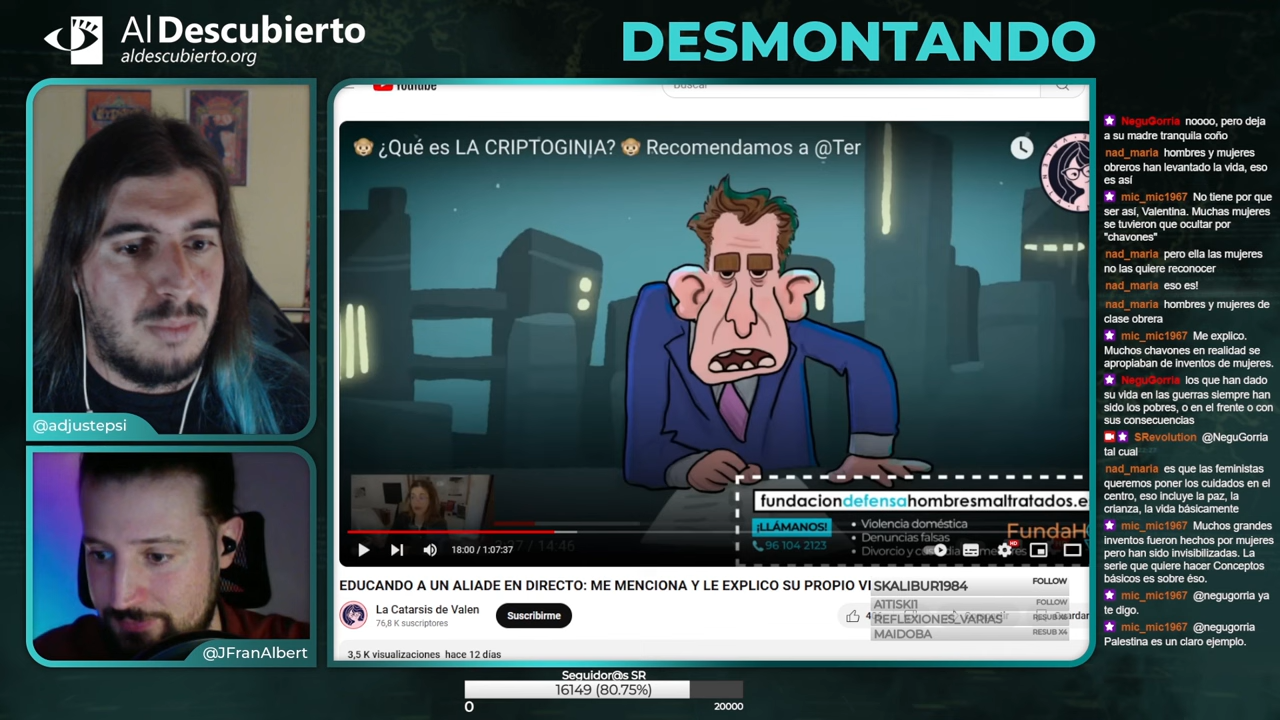 Al Descubierto
aldescubierto.org
DESMONTANDO
YouTube
Buscar
¿Qué es LA CRIPTOGINIA? Recomendamos a @Ter
fundaciondefensahombresmaltratados.e
¡LLÁMANOS!
96 104 2123
• Violencia doméstica
• Denuncias falsas
• Divorcio y
FundaH
18:00 / 1:07:37
14:46
HD
EDUCANDO A UN ALIADE EN DIRECTO: ME MENCIONA Y LE EXPLICO SU PROPIO VI
La Catarsis de Valen
76,8 K suscriptores
Suscribirme
SKALIBUR1984 FOLLOW
AITISKI1 FOLLOW
REFLEXIONES_VARIAS RESUB X4
MAIDOBA RESUB X4
3,5 K visualizaciones hace 12 días
@adjustepsi
@JFranAlbert
Seguidor@s SR
16149 (80.75%)
0
20000
NeguGorria noooo, pero deja
a su madre tranquila coño
nad_maria hombres y mujeres
obreros han levantado la vida, eso
es así
mic_mic1967 No tiene por que
ser así, Valentina. Muchas mujeres
se tuvieron que ocultar por
"chavones"
nad_maria pero ella las mujeres
no las quiere reconocer
nad_maria eso es!
nad_maria hombres y mujeres de
clase obrera
mic_mic1967 Me explico.
Muchos chavones en realidad se
apropiaban de inventos de mujeres.
NeguGorria los que han dado
su vida en las guerras siempre han
sido los pobres, o en el frente o con
sus consecuencias
SRevolution @NeguGorria
tal cual
nad_maria es que las feministas
queremos poner los cuidados en el
centro, eso incluye la paz, la
crianza, la vida básicamente
mic_mic1967 Muchos grandes
inventos fueron hechos por mujeres
pero han sido invisibilizadas. La
serie que quiere hacer Conceptos
básicos es sobre éso.
mic_mic1967 @negugorria ya
te digo.
mic_mic1967 @negugorria
Palestina es un claro ejemplo.